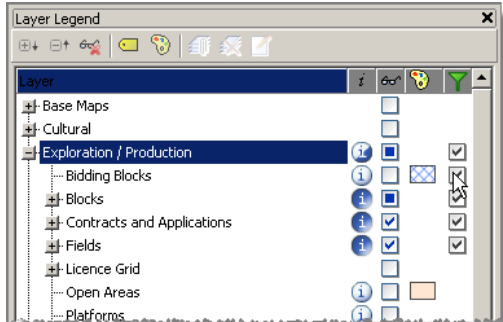 Layer Legend
Layer i
Base Maps
Cultural
Exploration / Production
Bidding Blocks
Blocks
Contracts and Applications
Fields
Licence Grid
Open Areas
Platforms